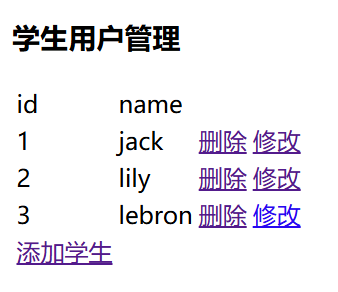 学生用户管理
id name
1 jack 删除 修改
2 lily 删除 修改
3 lebron 删除 修改
添加学生